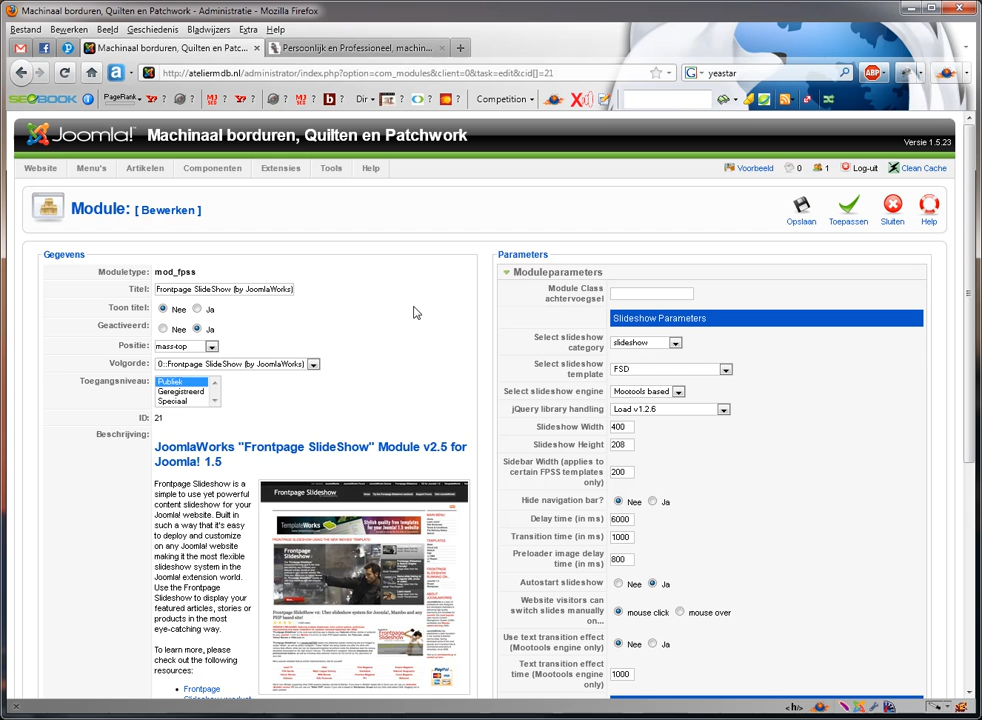 Machinaal borduren, Quilten en Patchwork - Administratie - Mozilla Firefox
Bestand Bewerken Beeld Geschiedenis Bladwijzers Extra Help
Machinaal borduren, Quilten en Patc...
Persoonlijk en Professioneel, machin...
http://ateliermdb.nl/administrator/index.php?option=com_modules&client=0&task=edit&cid[]=21
yeastar
ABP
SEOBOOK PageRank ? ? ? ? ? ? ? Dir ? ? ? Competition
Joomla! Machinaal borduren, Quilten en Patchwork
Versie 1.5.23
Website Menu's Artikelen Componenten Extensies Tools Help
Voorbeeld 0 1 Log-uit Clean Cache
Module: [ Bewerken ]
Opslaan Toepassen Sluiten Help
Gegevens
Moduletype: mod_fpss
Titel: Frontpage SlideShow (by JoomlaWorks)
Toon titel: Nee Ja
Geactiveerd: Nee Ja
Positie: mass-top
Volgorde: 0::Frontpage SlideShow (by JoomlaWorks)
Toegangsniveau: Publiek
Geregistreerd
Speciaal
ID: 21
Beschrijving:
JoomlaWorks "Frontpage SlideShow" Module v2.5 for
Joomla! 1.5
Frontpage Slideshow is a
simple to use yet powerful
content slideshow for your
Joomla! website. Built in
such a way that it's easy
to deploy and customize
on any Joomla! website
making it the most flexible
slideshow system in the
Joomla! extension world.
Use the Frontpage
Slideshow to display your
featured articles, stories or
products in the most
eye-catching way.
To learn more, please
check out the following
resources:
Frontpage
Frontpage Slideshow
TemplateWorks
Frontpage Slideshow
PayPal
Parameters
Moduleparameters
Module Class
achtervoegsel
Slideshow Parameters
Select slideshow
category
slideshow
Select slideshow
template
FSD
Select slideshow engine Mootools based
jQuery library handling Load v1.2.6
Slideshow Width 400
Slideshow Height 208
Sidebar Width (applies to
certain FPSS templates
only)
200
Hide navigation bar? Nee Ja
Delay time (in ms) 6000
Transition time (in ms) 1000
Preloader image delay
time (in ms)
800
Autostart slideshow Nee Ja
Website visitors can
switch slides manually
on...
mouse click mouse over
Use text transition effect
(Mootools engine only)
Nee Ja
Text transition effect
time (Mootools engine
only)
1000